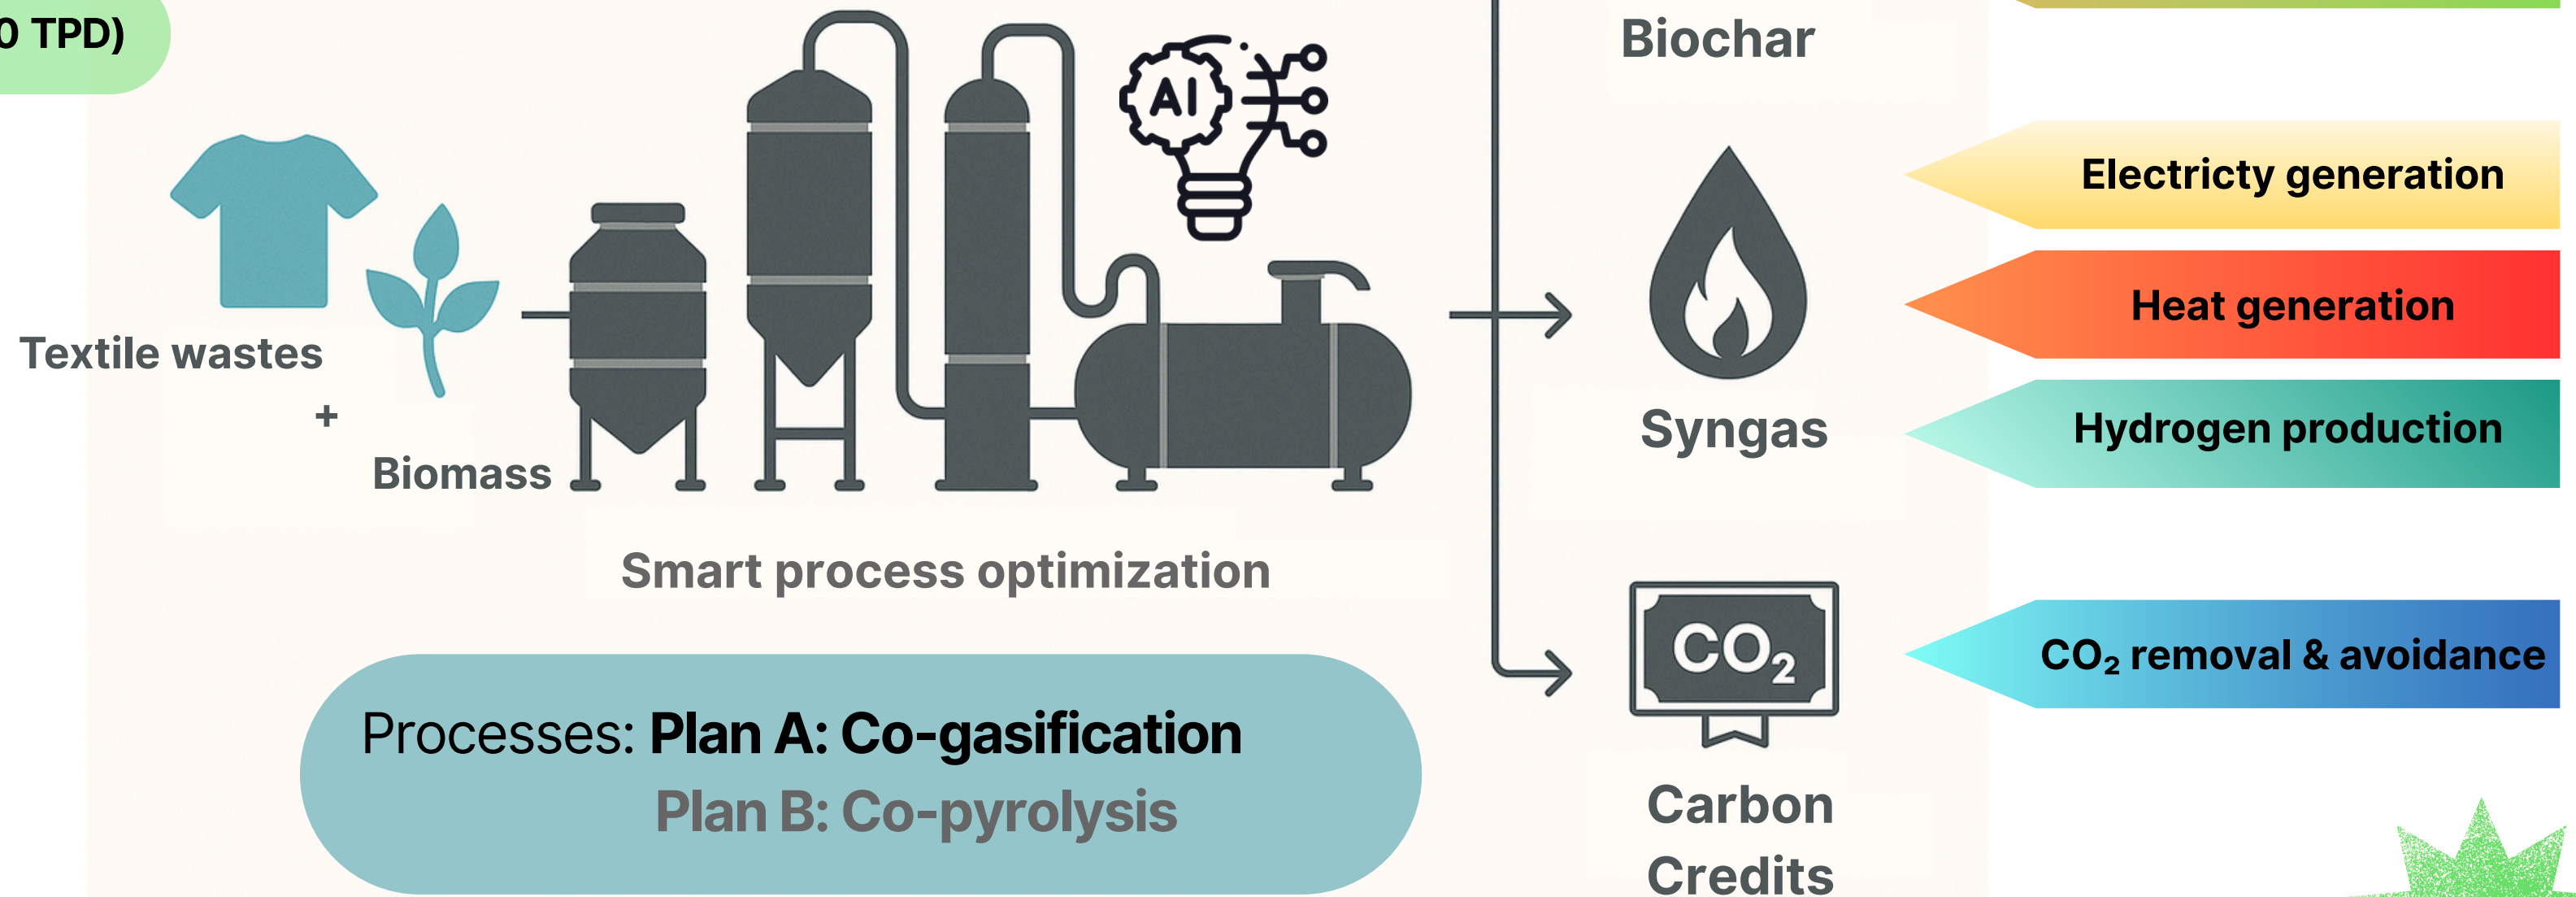 0 TPD)
Biochar
AI
Electricty generation
Heat generation
Textile wastes
+
Biomass
Syngas
Hydrogen production
Smart process optimization
CO₂
CO₂ removal & avoidance
Processes: Plan A: Co-gasification
Plan B: Co-pyrolysis
Carbon
Credits